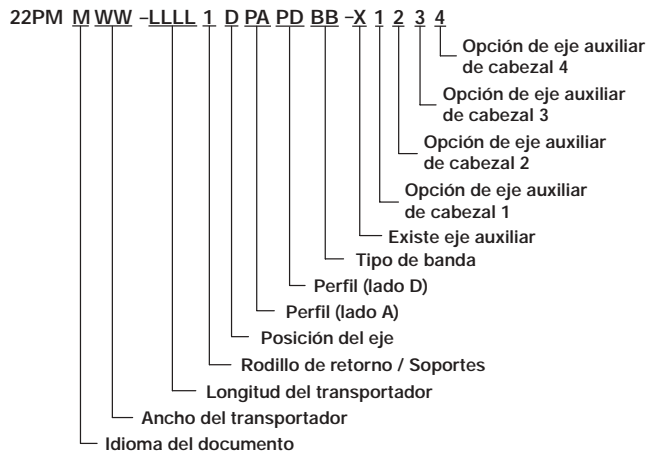 22PM M WW -LLLL 1 D PA PD BB -X 1 2 3 4
Opción de eje auxiliar
de cabezal 4
Opción de eje auxiliar
de cabezal 3
Opción de eje auxiliar
de cabezal 2
Opción de eje auxiliar
de cabezal 1
Existe eje auxiliar
Tipo de banda
Perfil (lado D)
Perfil (lado A)
Posición del eje
Rodillo de retorno / Soportes
Longitud del transportador
Ancho del transportador
Idioma del documento